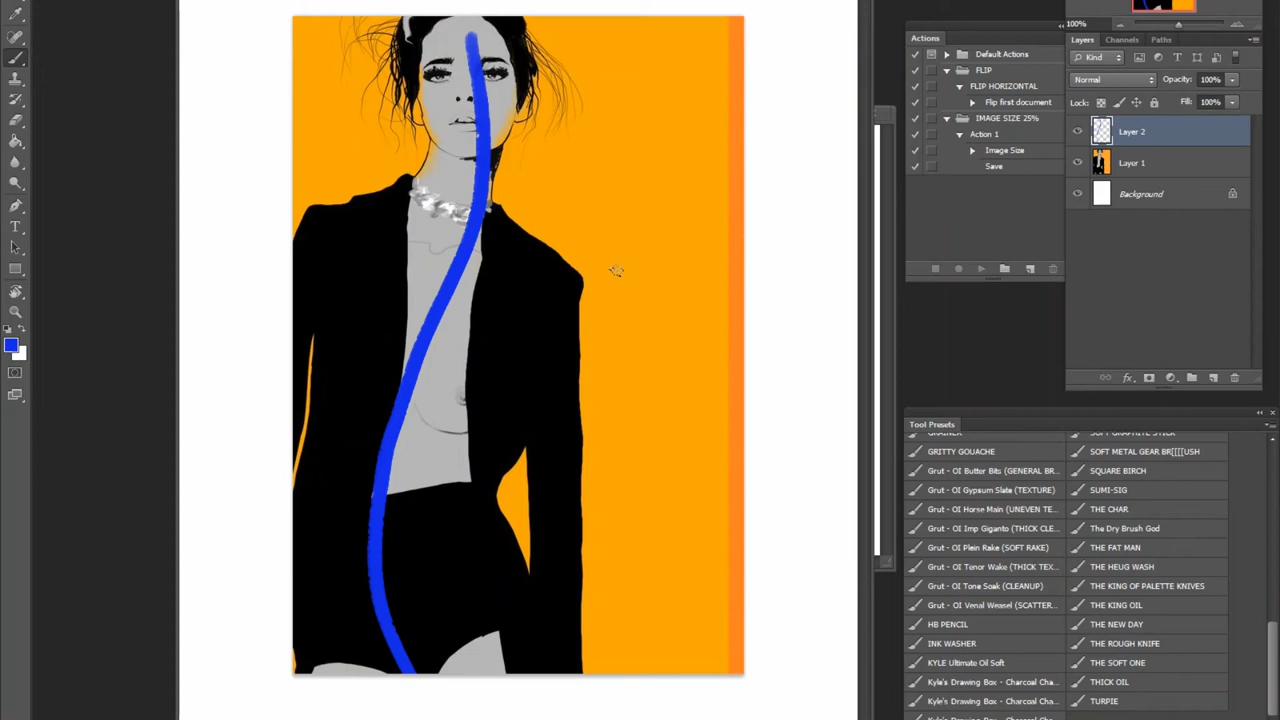 100%
Actions
Default Actions
FLIP
FLIP HORIZONTAL
Flip first document
IMAGE SIZE 25%
Action 1
Image Size
Save
Layers Channels Paths
Kind
Normal Opacity: 100%
Lock: Fill: 100%
Layer 2
Layer 1
Background
Tool Presets
GRITTY GOUACHE SOFT METAL GEAR BR[[[[USH
Grut - OI Butter Bits (GENERAL BR... SQUARE BIRCH
Grut - OI Gypsum Slate (TEXTURE) SUMI-SIG
Grut - OI Horse Main (UNEVEN TE... THE CHAR
Grut - OI Imp Giganto (THICK CLE... The Dry Brush God
Grut - OI Plein Rake (SOFT RAKE) THE FAT MAN
Grut - OI Tenor Wake (THICK TEX... THE HEUG WASH
Grut - OI Tone Soak (CLEANUP) THE KING OF PALETTE KNIVES
Grut - OI Venal Weasel (SCATTER... THE KING OIL
HB PENCIL THE NEW DAY
INK WASHER THE ROUGH KNIFE
KYLE Ultimate Oil Soft THE SOFT ONE
Kyle's Drawing Box - Charcoal Cha... THICK OIL
Kyle's Drawing Box - Charcoal Cha... TURPIE